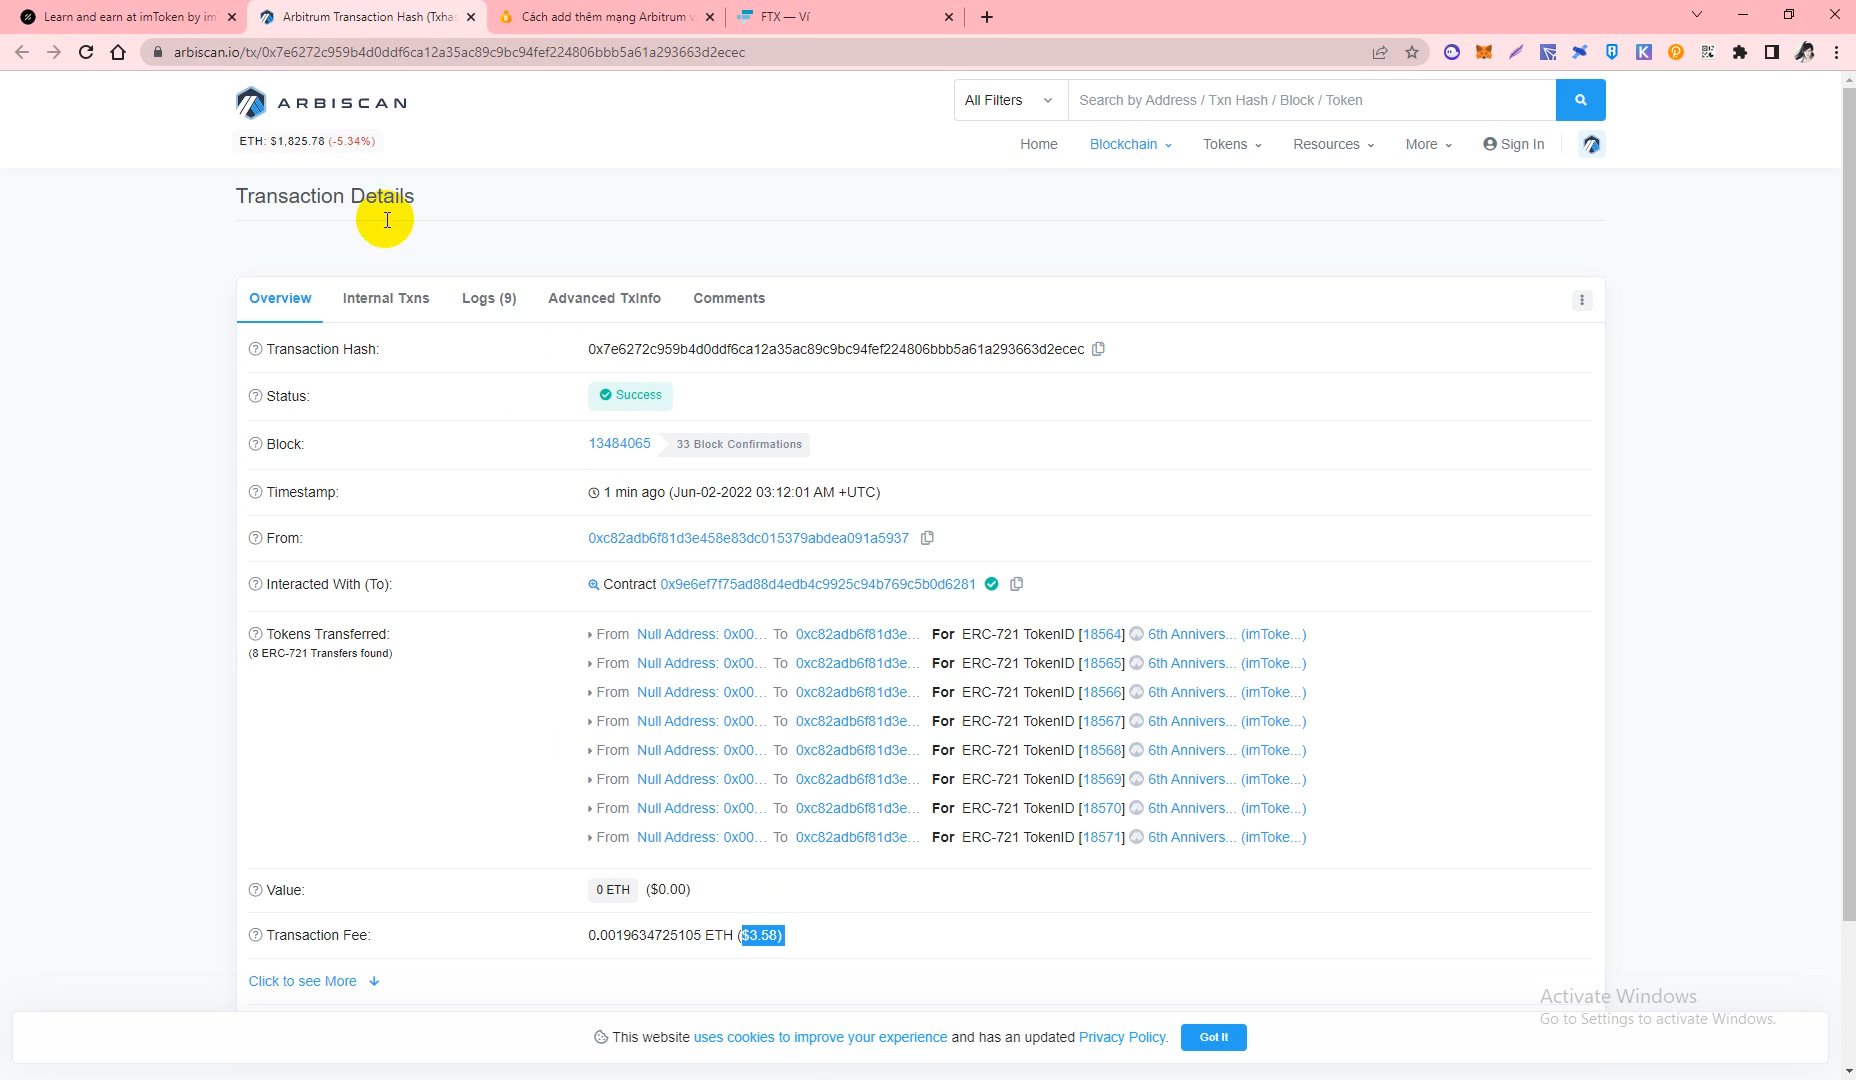 Learn and earn at imToken by im
Arbitrum Transaction Hash (Txhas
Cách add thêm mạng Arbitrum v
FTX — Ví
arbiscan.io/tx/0x7e6272c959b4d0ddf6ca12a35ac89c9bc94fef224806bbb5a61a293663d2ecec
ARBISCAN
All Filters
Search by Address / Txn Hash / Block / Token
ETH: $1,825.78 (-5.34%)
Home
Blockchain
Tokens
Resources
More
Sign In
Transaction Details
Overview
Internal Txns
Logs (9)
Advanced TxInfo
Comments
Transaction Hash:
0x7e6272c959b4d0ddf6ca12a35ac89c9bc94fef224806bbb5a61a293663d2ecec
Status:
Success
Block:
13484065
33 Block Confirmations
Timestamp:
1 min ago (Jun-02-2022 03:12:01 AM +UTC)
From:
0xc82adb6f81d3e458e83dc015379abdea091a5937
Interacted With (To):
Contract 0x9e6ef7f75ad88d4edb4c9925c94b769c5b0d6281
Tokens Transferred:
(8 ERC-721 Transfers found)
From Null Address: 0x00... To 0xc82adb6f81d3e... For ERC-721 TokenID [18564] 6th Annivers... (imToke...)
From Null Address: 0x00... To 0xc82adb6f81d3e... For ERC-721 TokenID [18565] 6th Annivers... (imToke...)
From Null Address: 0x00... To 0xc82adb6f81d3e... For ERC-721 TokenID [18566] 6th Annivers... (imToke...)
From Null Address: 0x00... To 0xc82adb6f81d3e... For ERC-721 TokenID [18567] 6th Annivers... (imToke...)
From Null Address: 0x00... To 0xc82adb6f81d3e... For ERC-721 TokenID [18568] 6th Annivers... (imToke...)
From Null Address: 0x00... To 0xc82adb6f81d3e... For ERC-721 TokenID [18569] 6th Annivers... (imToke...)
From Null Address: 0x00... To 0xc82adb6f81d3e... For ERC-721 TokenID [18570] 6th Annivers... (imToke...)
From Null Address: 0x00... To 0xc82adb6f81d3e... For ERC-721 TokenID [18571] 6th Annivers... (imToke...)
Value:
0 ETH ($0.00)
Transaction Fee:
0.0019634725105 ETH ($3.58)
Click to see More
Activate Windows
Go to Settings to activate Windows.
This website uses cookies to improve your experience and has an updated Privacy Policy.
Got It